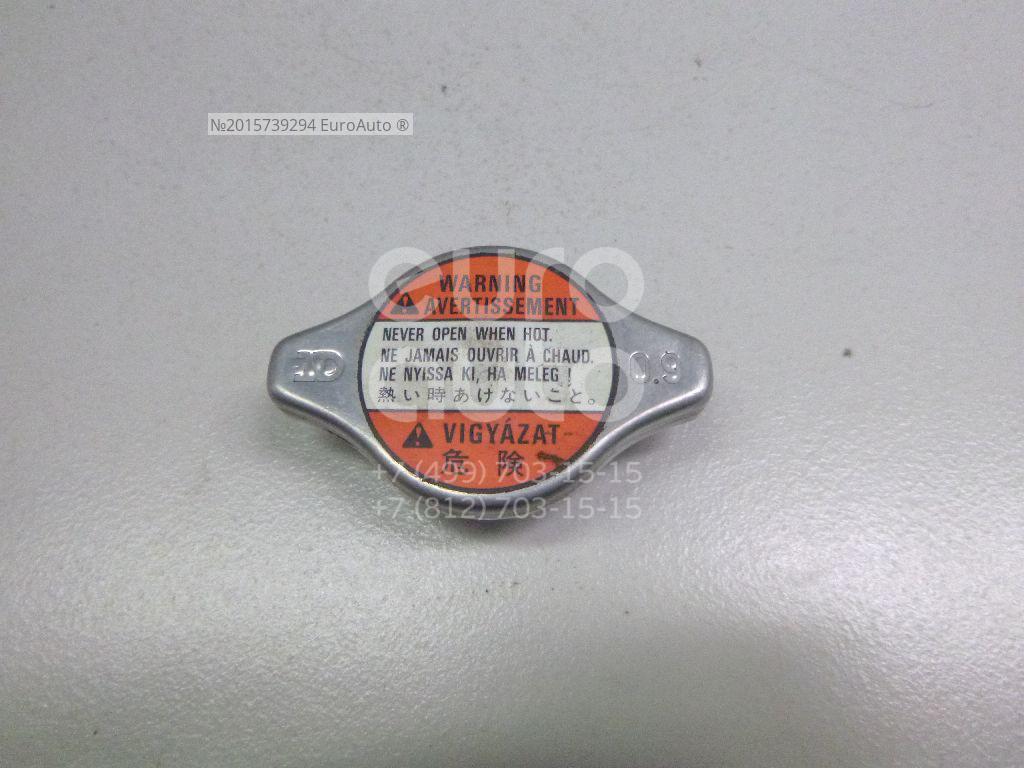 №2015739294 EuroAuto ®
euro
auto
WARNING
AVERTISSEMENT
NEVER OPEN WHEN HOT.
NE JAMAIS OUVRIR À CHAUD.
NE NYISSA KI, HA MELEG !
熱い時あけないこと。
0.9
VIGYÁZAT
危険
+7 (499) 703-15-15
+7 (812) 703-15-15